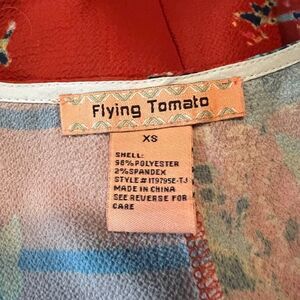 Flying Tomato
XS
SHELL:
98% POLYESTER
2% SPANDEX
STYLE # IT9795E-TJ
MADE IN CHINA
SEE REVERSE FOR
CARE